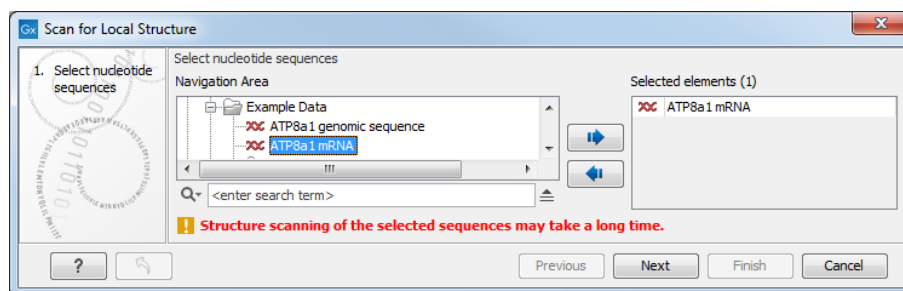 Gx Scan for Local Structure
X
1. Select nucleotide
sequences
Select nucleotide sequences
Navigation Area
Selected elements (1)
Example Data
ATP8a1 genomic sequence
ATP8a1 mRNA
ATP8a1 mRNA
<enter search term>
! Structure scanning of the selected sequences may take a long time.
? Previous Next Finish Cancel